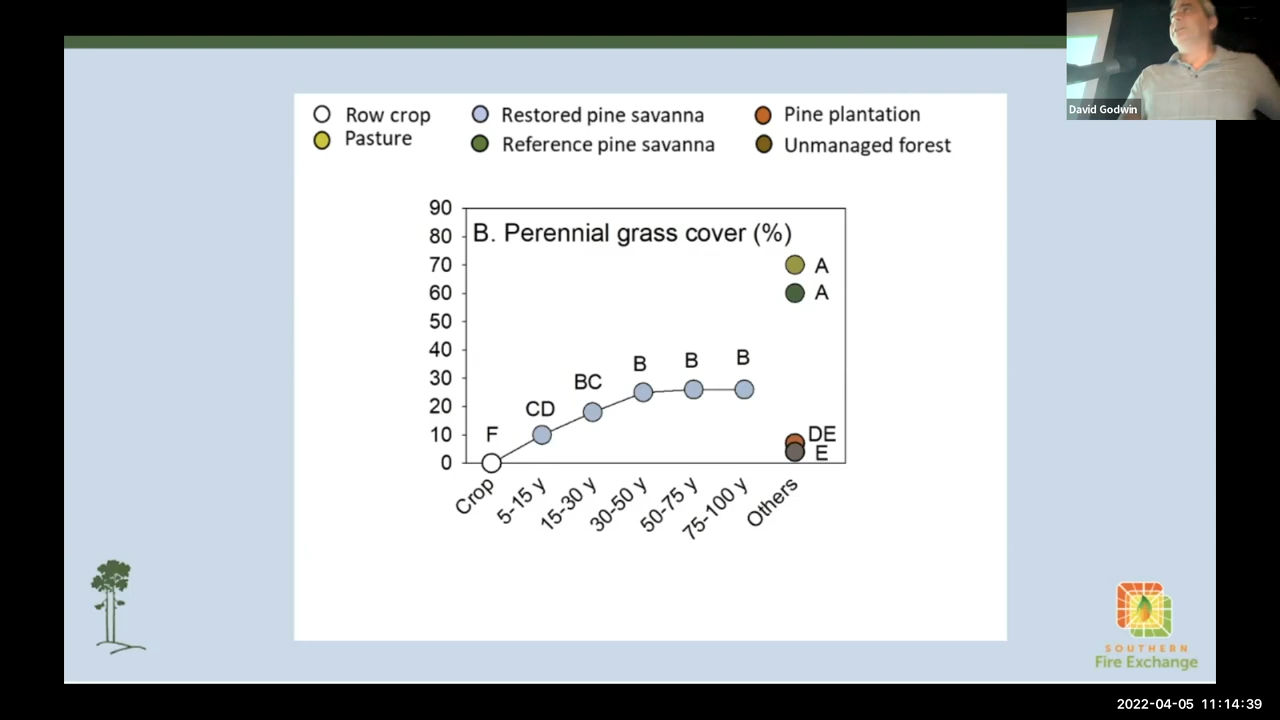 David Godwin
Row crop
Restored pine savanna
Pine plantation
Pasture
Reference pine savanna
Unmanaged forest
B. Perennial grass cover (%)
90
80
70
60
50
40
30
20
10
0
F
CD
BC
B
B
B
A
A
DE
E
Crop
5-15 y
15-30 y
30-50 y
50-75 y
75-100 y
Others
SOUTHERN
Fire Exchange
2022-04-05 11:14:39